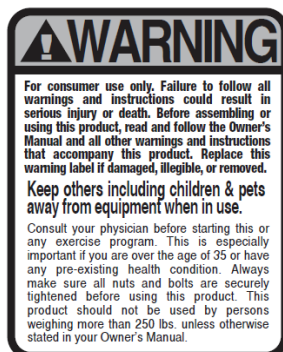 WARNING
For consumer use only. Failure to follow all
warnings and instructions could result in
serious injury or death. Before assembling or
using this product, read and follow the Owner's
Manual and all other warnings and instructions
that accompany this product. Replace this
warning label if damaged, illegible, or removed.
Keep others including children & pets
away from equipment when in use.
Consult your physician before starting this or
any exercise program. This is especially
important if you are over the age of 35 or have
any pre-existing health condition. Always
make sure all nuts and bolts are securely
tightened before using this product. This
product should not be used by persons
weighing more than 250 lbs. unless otherwise
stated in your Owner's Manual.